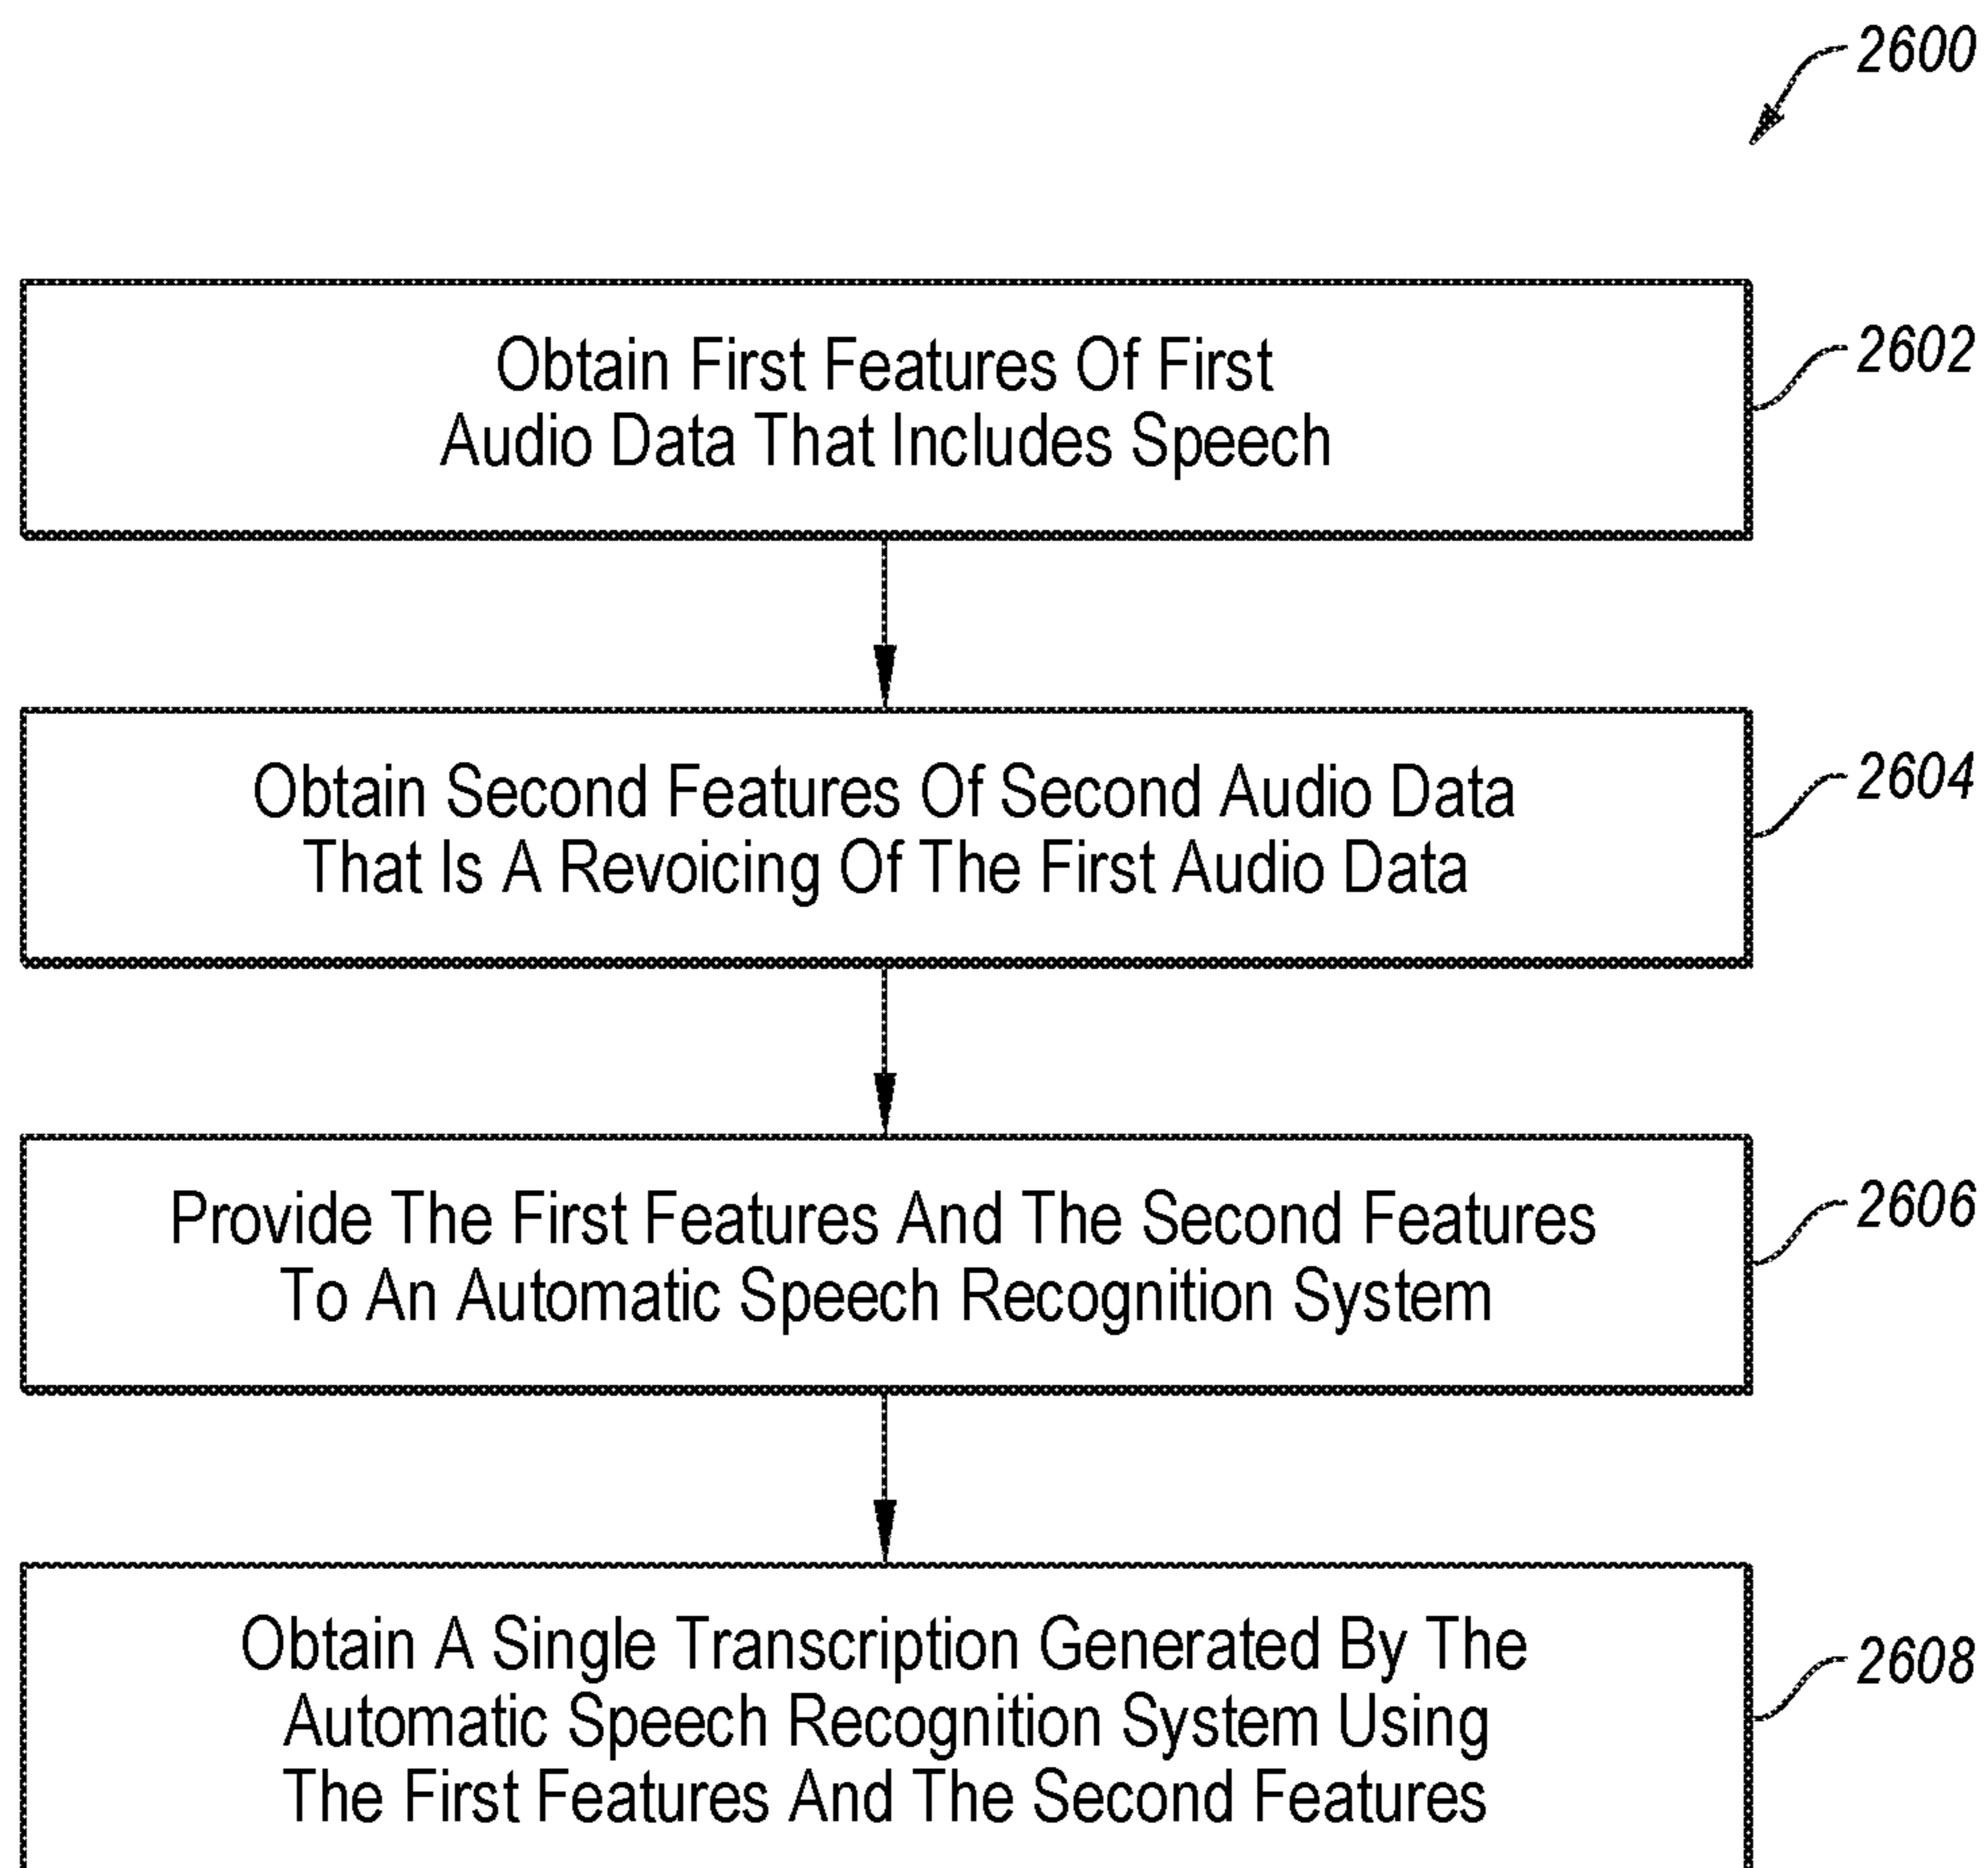 2600
Obtain First Features Of First
Audio Data That Includes Speech
2602
Obtain Second Features Of Second Audio Data
That Is A Revoicing Of The First Audio Data
2604
Provide The First Features And The Second Features
To An Automatic Speech Recognition System
2606
Obtain A Single Transcription Generated By The
Automatic Speech Recognition System Using
The First Features And The Second Features
2608